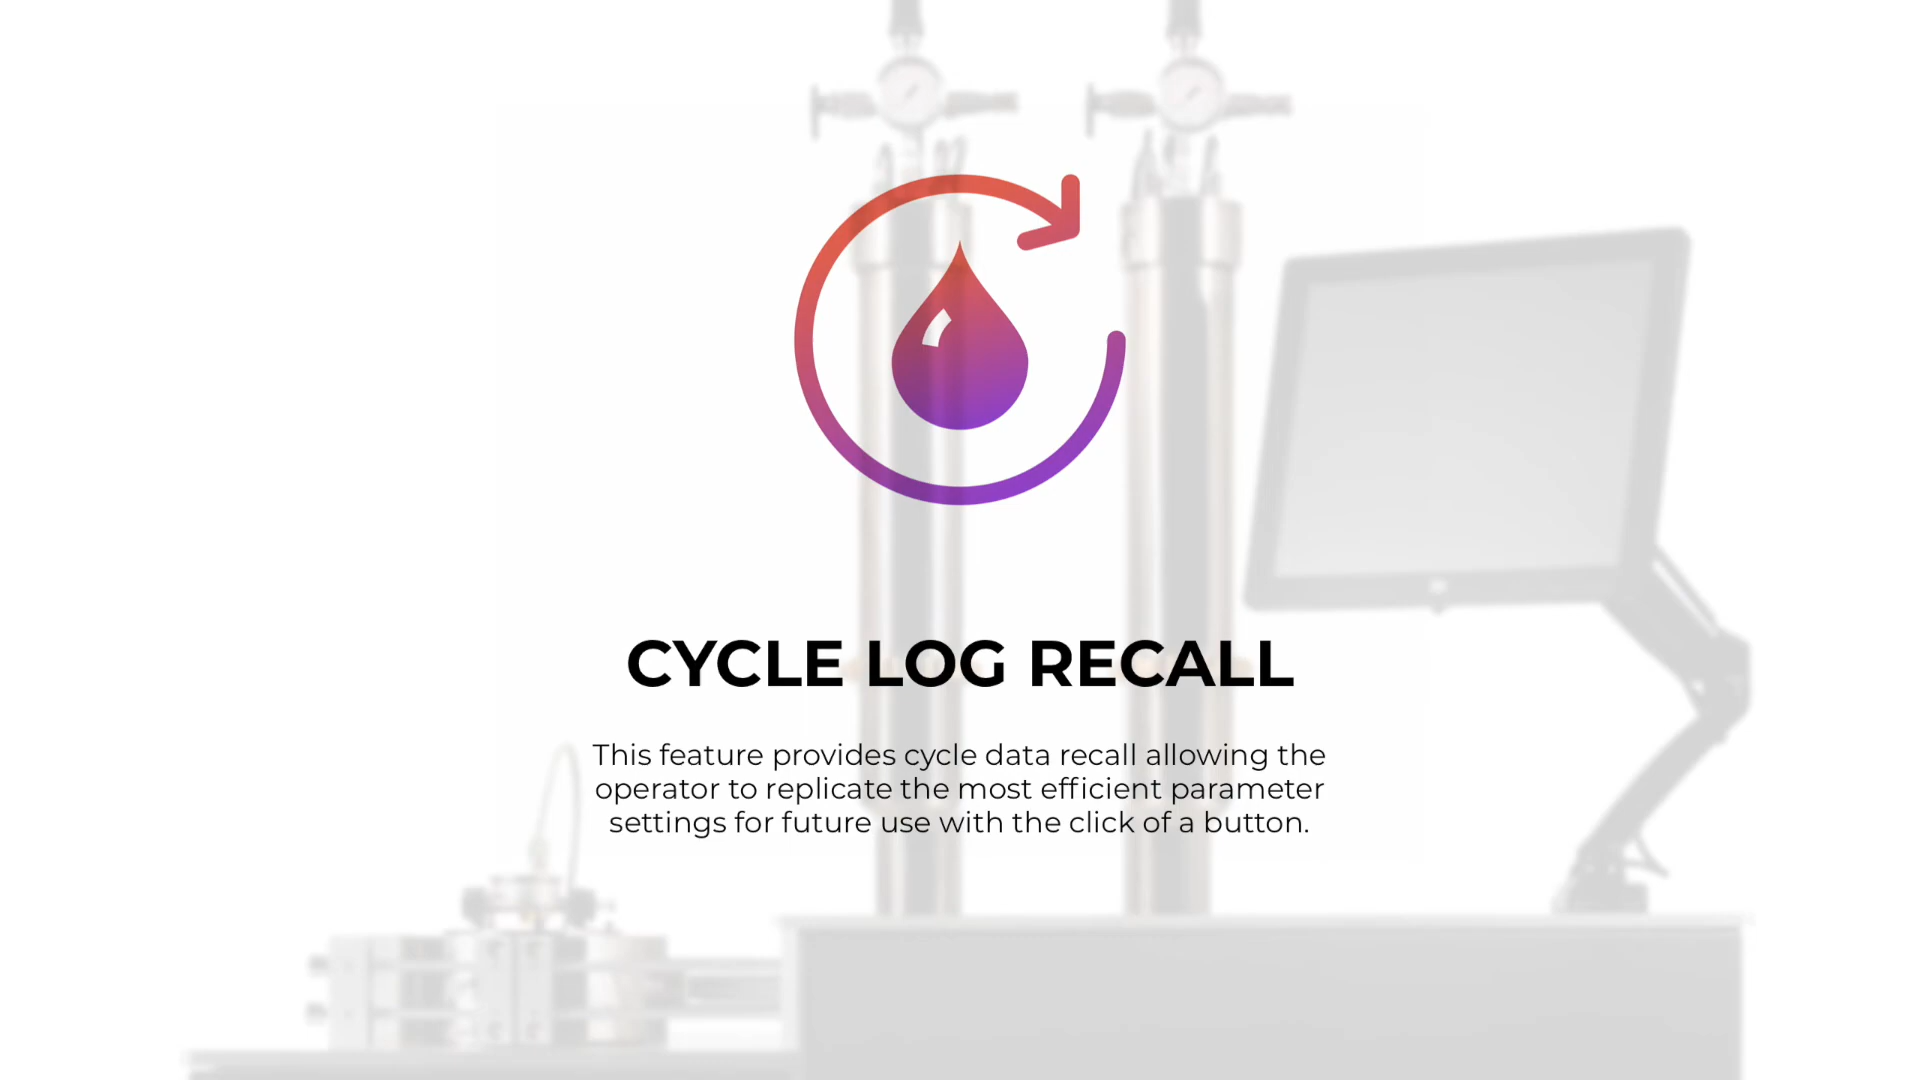 CYCLE LOG RECALL
This feature provides cycle data recall allowing the
operator to replicate the most efficient parameter
settings for future use with the click of a button.